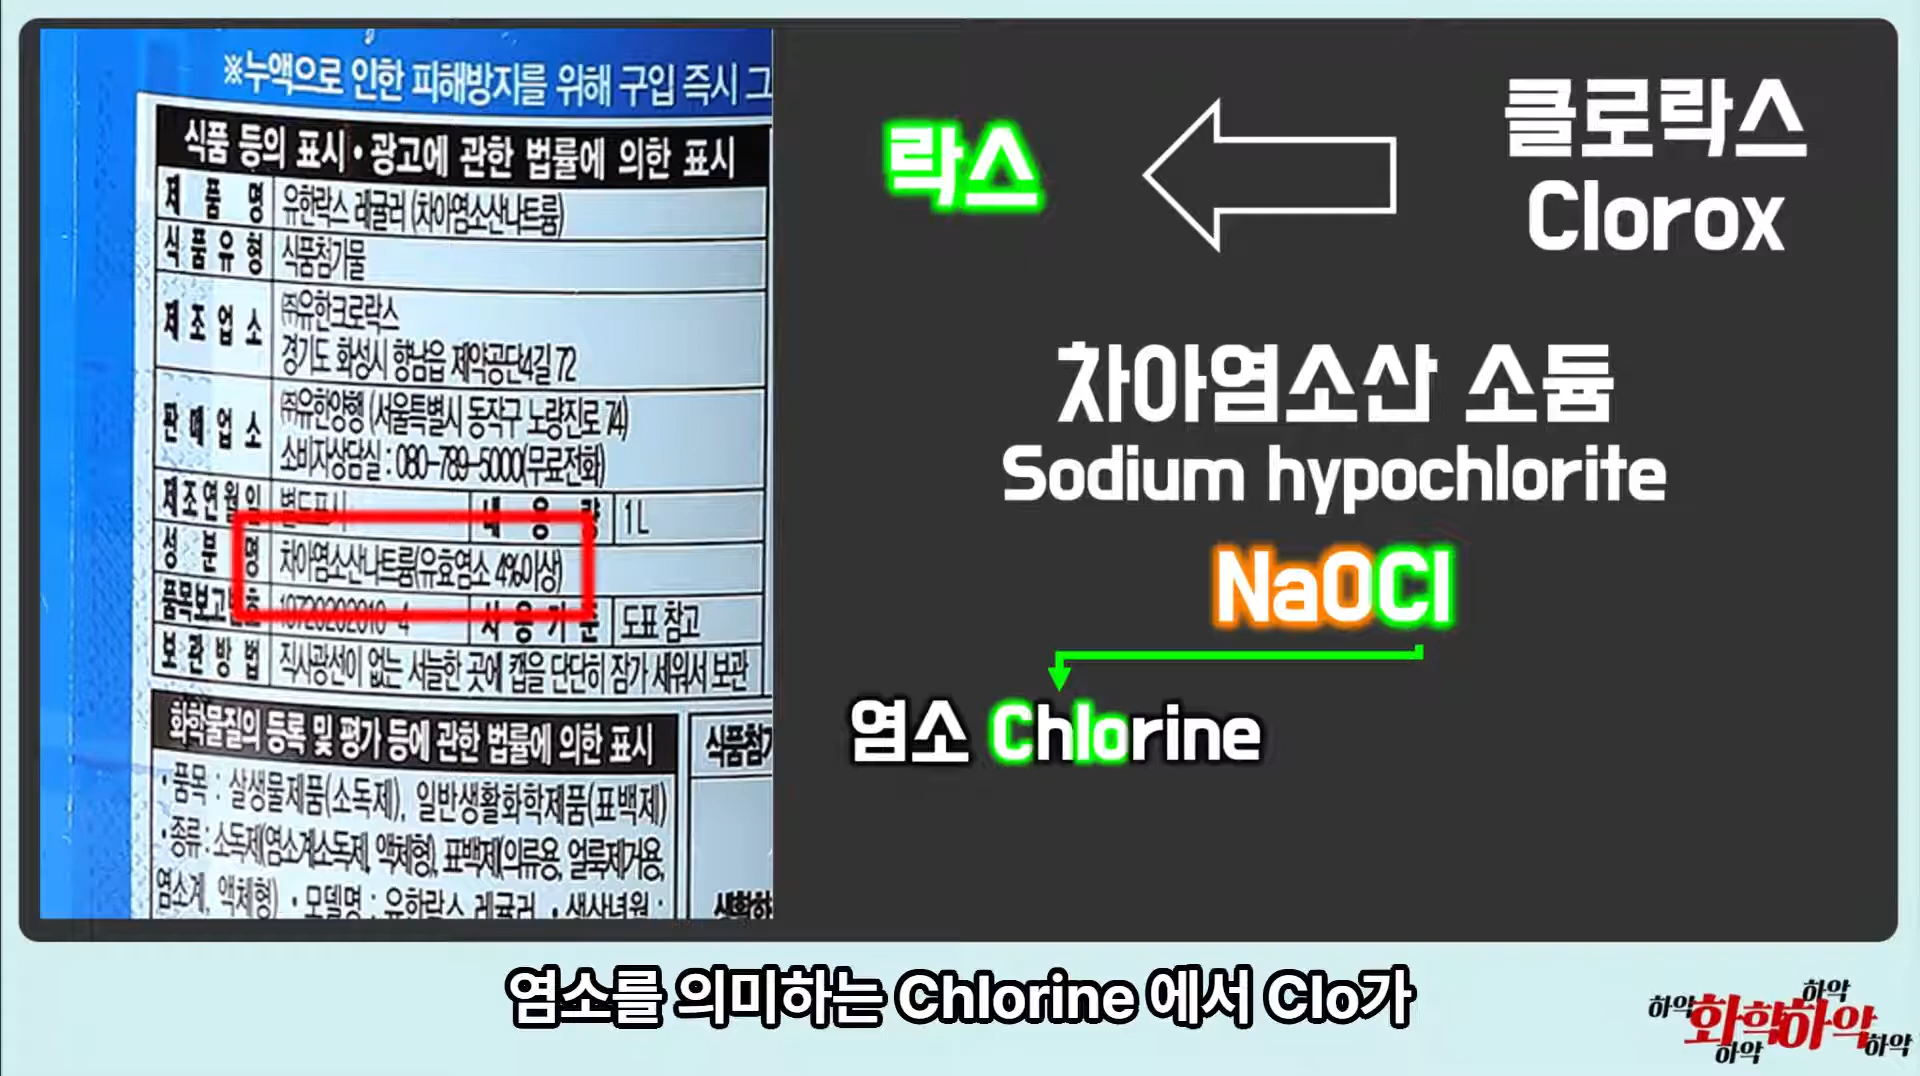 ※누액으로 인한 피해방지를 위해 구입 즉시 그
식품 등의 표시·광고에 관한 법률에 의한 표시
제품명 유한락스 레귤러 (차아염소산나트륨)
식품유형 식품첨가물
제조업소 ㈜유한크로락스
경기도 화성시 향남읍 제약공단4길 72
판매업소 ㈜유한양행 (서울특별시 동작구 노량진로 74)
소비자상담실 : 080-789-5000(무료전화)
제조연월일 별도표시 내용량 1L
성분명 차아염소산나트륨(유효염소 4%이상)
품목보고번호 19720202010-4 사용기준 도표 참고
보관방법 직사광선이 없는 서늘한 곳에 캡을 단단히 잠가 세워서 보관
화학물질의 등록 및 평가 등에 관한 법률에 의한 표시
식품첨가
·품목 : 살생물제품(소독제), 일반생활화학제품(표백제)
·종류 : 소독제(염소계소독제, 액체형), 표백제(의류용, 얼룩제거용,
염소계, 액체형) ·모델명 : 유한락스 레귤러 ·생산년월 :
생활화
락스
클로락스
Clorox
차아염소산 소듐
Sodium hypochlorite
NaOCl
염소 Chlorine
염소를 의미하는 Chlorine 에서 Clo가
하악 화학하악 하악
하악 하악